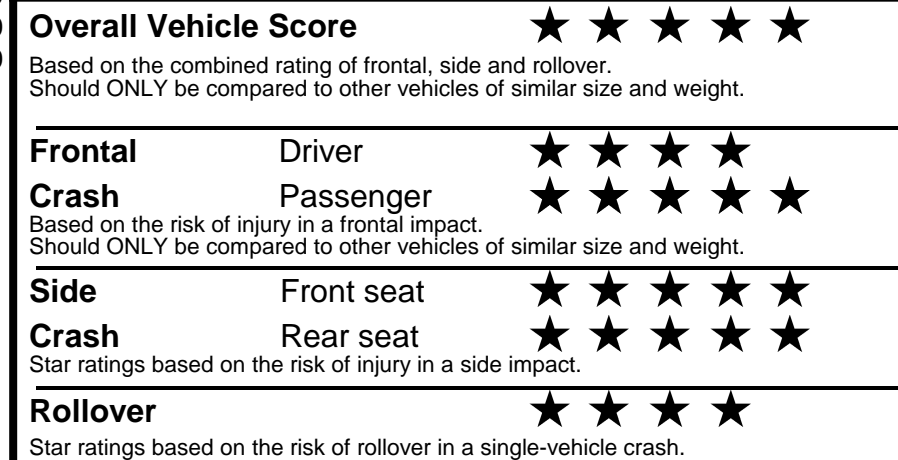 Overall Vehicle Score ★ ★ ★ ★ ★
Based on the combined rating of frontal, side and rollover.
Should ONLY be compared to other vehicles of similar size and weight.
Frontal Driver ★ ★ ★ ★
Crash Passenger ★ ★ ★ ★ ★
Based on the risk of injury in a frontal impact.
Should ONLY be compared to other vehicles of similar size and weight.
Side Front seat ★ ★ ★ ★ ★
Crash Rear seat ★ ★ ★ ★ ★
Star ratings based on the risk of injury in a side impact.
Rollover ★ ★ ★ ★
Star ratings based on the risk of rollover in a single-vehicle crash.